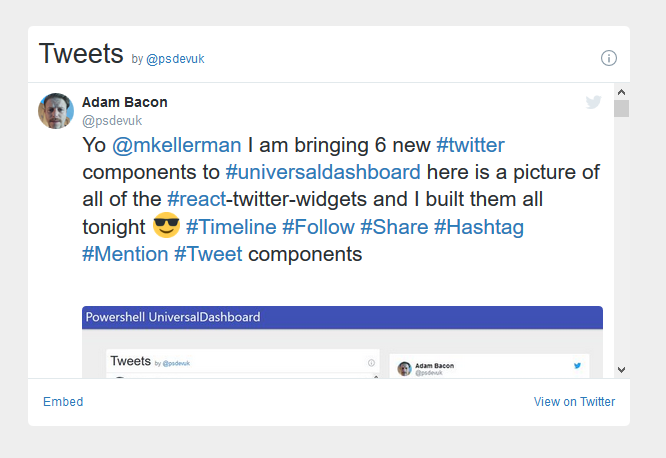 Tweets by @psdevuk
Adam Bacon
@psdevuk
Yo @mkellerman I am bringing 6 new #twitter
components to #universaldashboard here is a picture of
all of the #react-twitter-widgets and I built them all
tonight 😎 #Timeline #Follow #Share #Hashtag
#Mention #Tweet components
Powershell UniversalDashboard
Tweets by @psdevuk
Adam Bacon
@psdevuk
Embed
View on Twitter